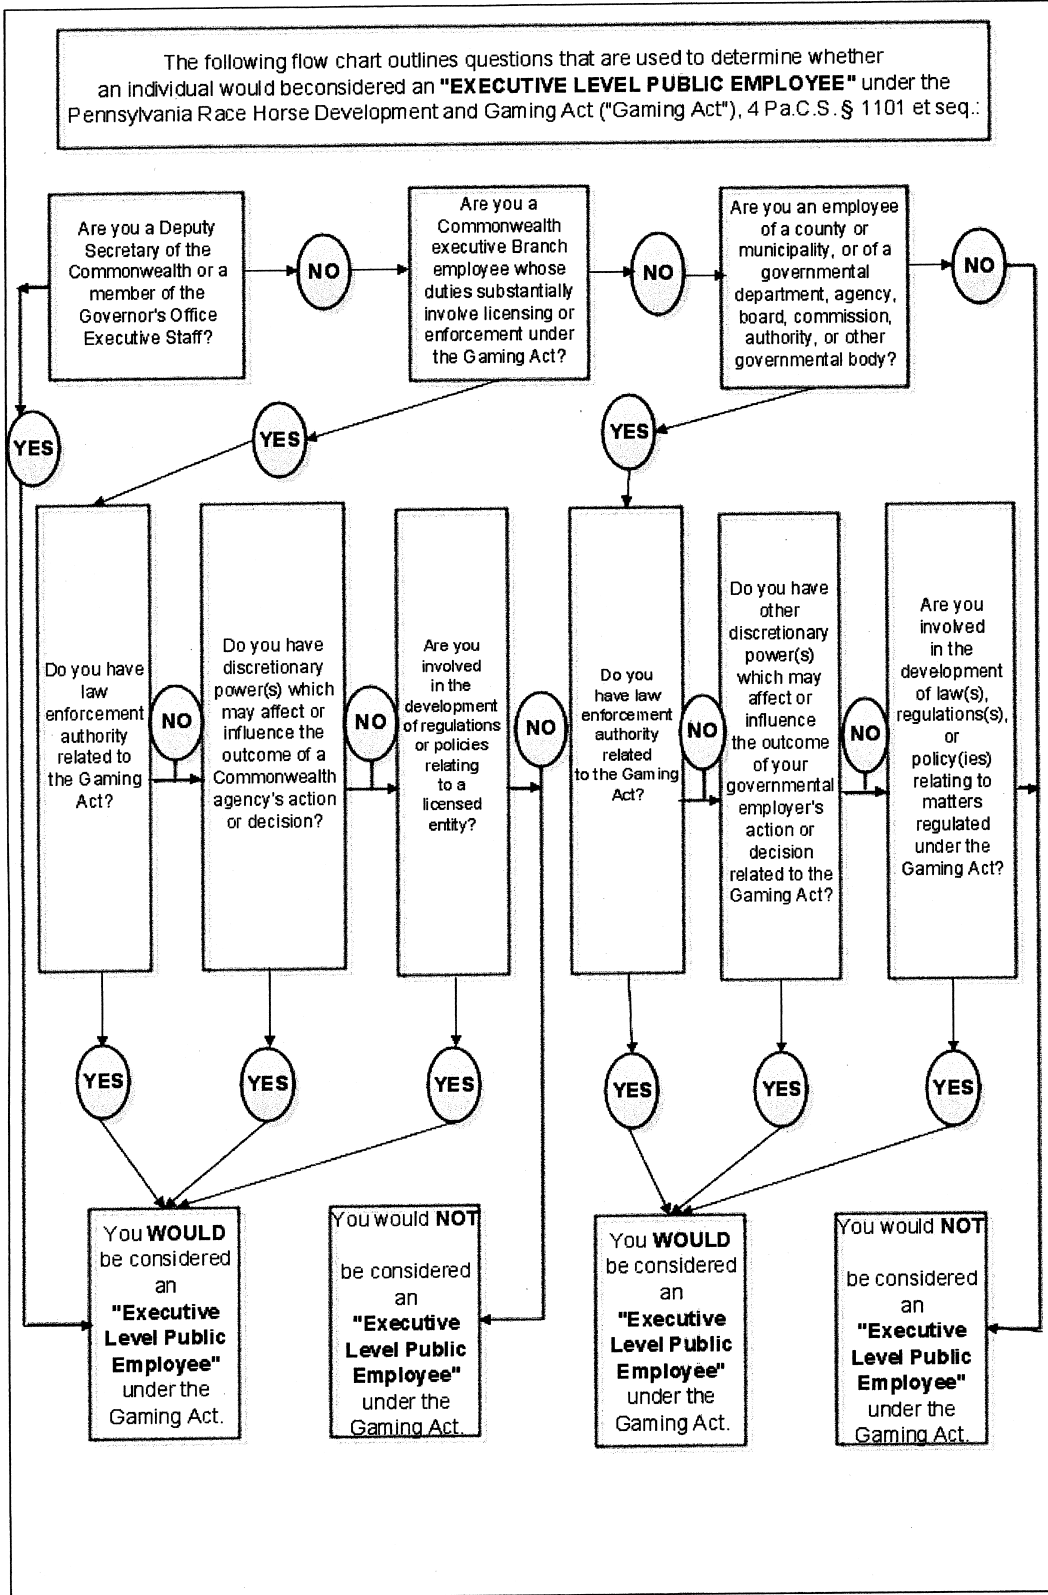 The following flow chart outlines questions that are used to determine whether
an individual would beconsidered an "EXECUTIVE LEVEL PUBLIC EMPLOYEE" under the
Pennsylvania Race Horse Development and Gaming Act ("Gaming Act"), 4 Pa.C.S. § 1101 et seq.:
Are you a Deputy
Secretary of the
Commonwealth or a
member of the
Governor's Office
Executive Staff?
NO
Are you a
Commonwealth
executive Branch
employee whose
duties substantially
involve licensing or
enforcement under
the Gaming Act?
NO
Are you an employee
of a county or
municipality, or of a
governmental
department, agency,
board, commission,
authority, or other
governmental body?
NO
YES
YES
YES
Do you have
law
enforcement
authority
related to
the Gaming
Act?
NO
Do you have
discretionary
power(s) which
may affect or
influence the
outcome of a
Commonwealth
agency's action
or decision?
NO
Are you
involved
in the
development
of regulations
or policies
relating
to a
licensed
entity?
NO
Do you
have law
enforcement
authority
related
to the Gaming
Act?
NO
Do you have
other
discretionary
power(s)
which may
affect or
influence
the outcome
of your
governmental
employer's
action or
decision
related to the
Gaming Act?
NO
Are you
involved
in the
development
of law(s),
regulations(s),
or
policy(ies)
relating to
matters
regulated
under the
Gaming Act?
YES
YES
YES
YES
YES
YES
You WOULD
be considered
an
"Executive
Level Public
Employee"
under the
Gaming Act.
You would NOT
be considered
an
"Executive
Level Public
Employee"
under the
Gaming Act.
You WOULD
be considered
an
"Executive
Level Public
Employee"
under the
Gaming Act.
You would NOT
be considered
an
"Executive
Level Public
Employee"
under the
Gaming Act.